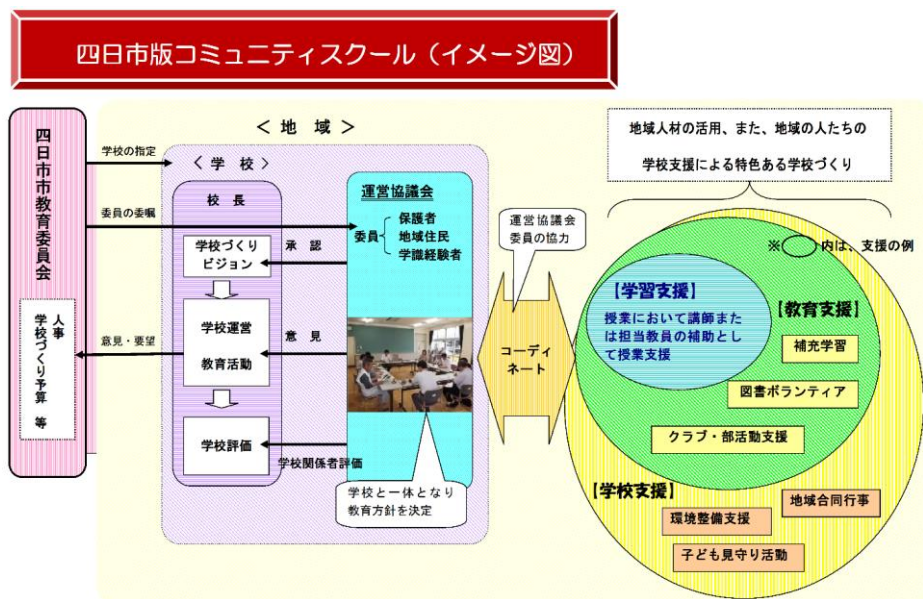 四日市版コミュニティスクール（イメージ図）
四日市市教育委員会
人事
学校づくり予算　等
学校の指定
委員の委嘱
意見・要望
＜ 地　域 ＞
＜ 学　校 ＞
校　長
学校づくり
ビジョン
学校運営
教育活動
学校評価
承　認
意　見
学校関係者評価
運営協議会
委員
保護者
地域住民
学識経験者
学校と一体となり
教育方針を決定
運営協議会
委員の協力
コーディ
ネート
地域人材の活用、また、地域の人たちの
学校支援による特色ある学校づくり
※　　内は、支援の例
【学習支援】
授業において講師また
は担当教員の補助とし
て授業支援
【教育支援】
補充学習
図書ボランティア
クラブ・部活動支援
【学校支援】
地域合同行事
環境整備支援
子ども見守り活動